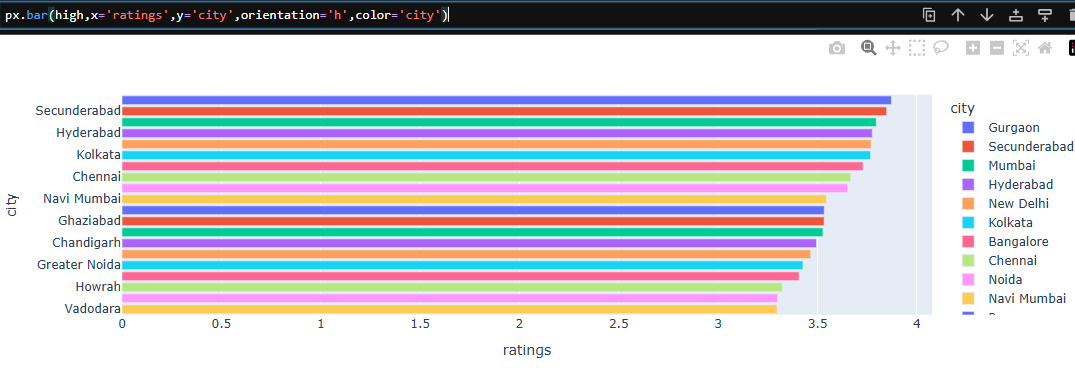 px.bar(high,x='ratings',y='city',orientation='h',color='city')
city
Secunderabad
Hyderabad
Kolkata
Chennai
Navi Mumbai
Ghaziabad
Chandigarh
Greater Noida
Howrah
Vadodara
0 0.5 1 1.5 2 2.5 3 3.5 4
ratings
city
Gurgaon
Secunderabad
Mumbai
Hyderabad
New Delhi
Kolkata
Bangalore
Chennai
Noida
Navi Mumbai